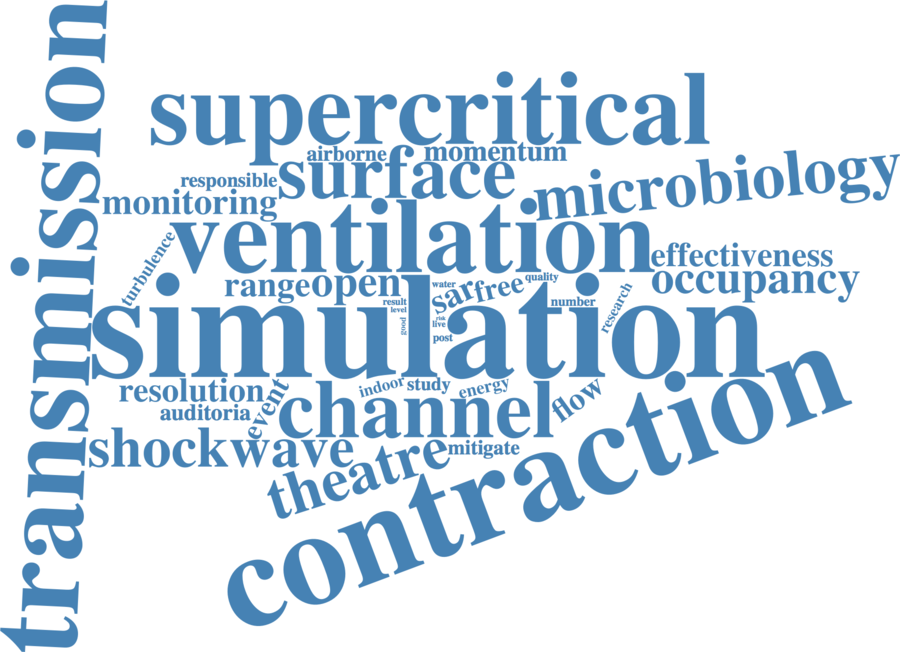 transmission
supercritical
airborne
momentum
responsible
surface
microbiology
monitoring
ventilation
turbulence
effectiveness
range
open
water
sar
free
quality
occupancy
simulation
result
level
good
risk
live
post
number
research
resolution
indoor
study
energy
auditoria
event
channel
flow
shockwave
theatre
mitigate
contraction